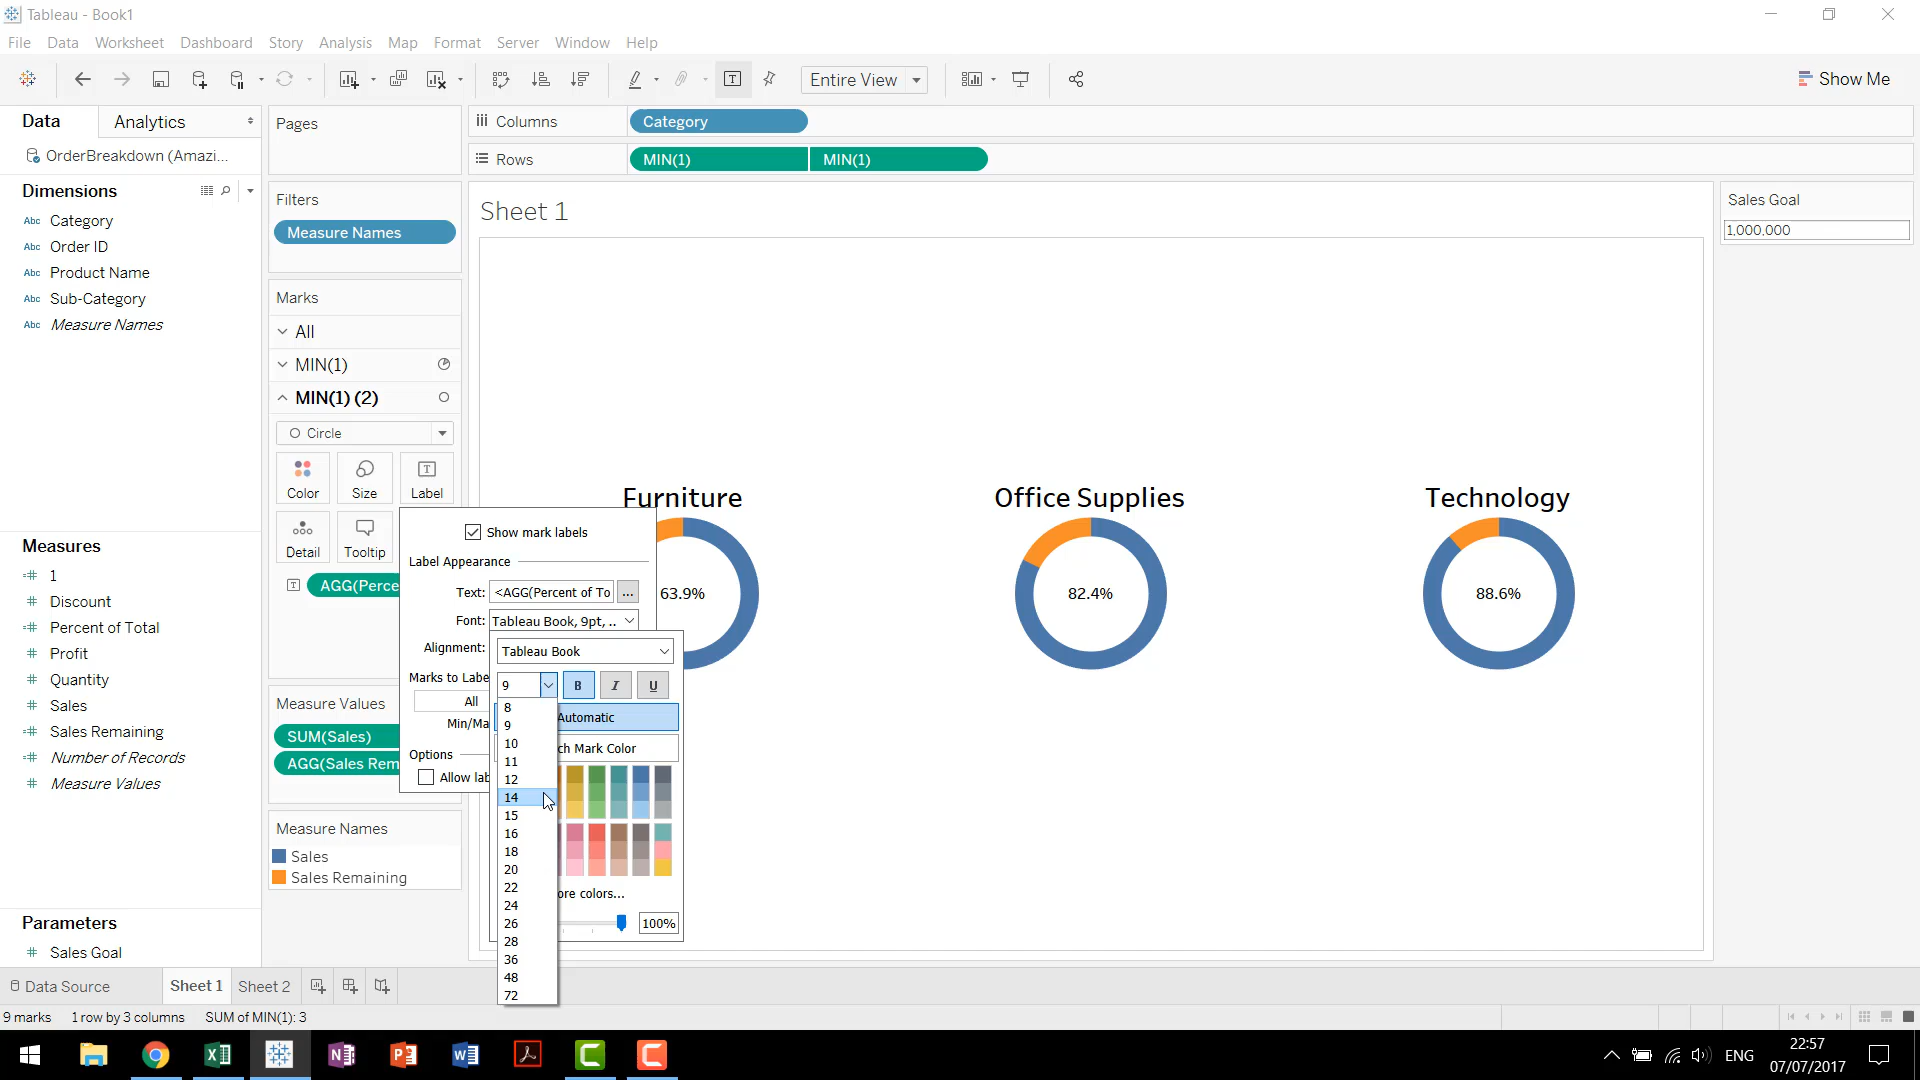 Tableau - Book1
File Data Worksheet Dashboard Story Analysis Map Format Server Window Help
Entire View
Show Me
Data
Analytics
OrderBreakdown (Amazi...
Dimensions
Abc Category
Abc Order ID
Abc Product Name
Abc Sub-Category
Abc Measure Names
Measures
1
Discount
Percent of Total
Profit
Quantity
Sales
Sales Remaining
Number of Records
Measure Values
Parameters
Sales Goal
Pages
Filters
Measure Names
Marks
All
MIN(1)
MIN(1) (2)
Circle
Color
Size
Label
Detail
Tooltip
AGG(Perce
Measure Values
SUM(Sales)
AGG(Sales Rem
Measure Names
Sales
Sales Remaining
Columns
Category
Rows
MIN(1)
MIN(1)
Sheet 1
Furniture
Office Supplies
Technology
63.9%
82.4%
88.6%
Show mark labels
Label Appearance
Text: <AGG(Percent of To ...
Font: Tableau Book, 9pt, ..
Alignment:
Marks to Labe
All
Min/Ma
Options
Allow lab
Tableau Book
9
B I U
Automatic
ch Mark Color
ore colors...
100%
8
9
10
11
12
14
15
16
18
20
22
24
26
28
36
48
72
Sales Goal
1,000,000
Data Source
Sheet 1
Sheet 2
9 marks
1 row by 3 columns
SUM of MIN(1): 3
ENG
22:57
07/07/2017